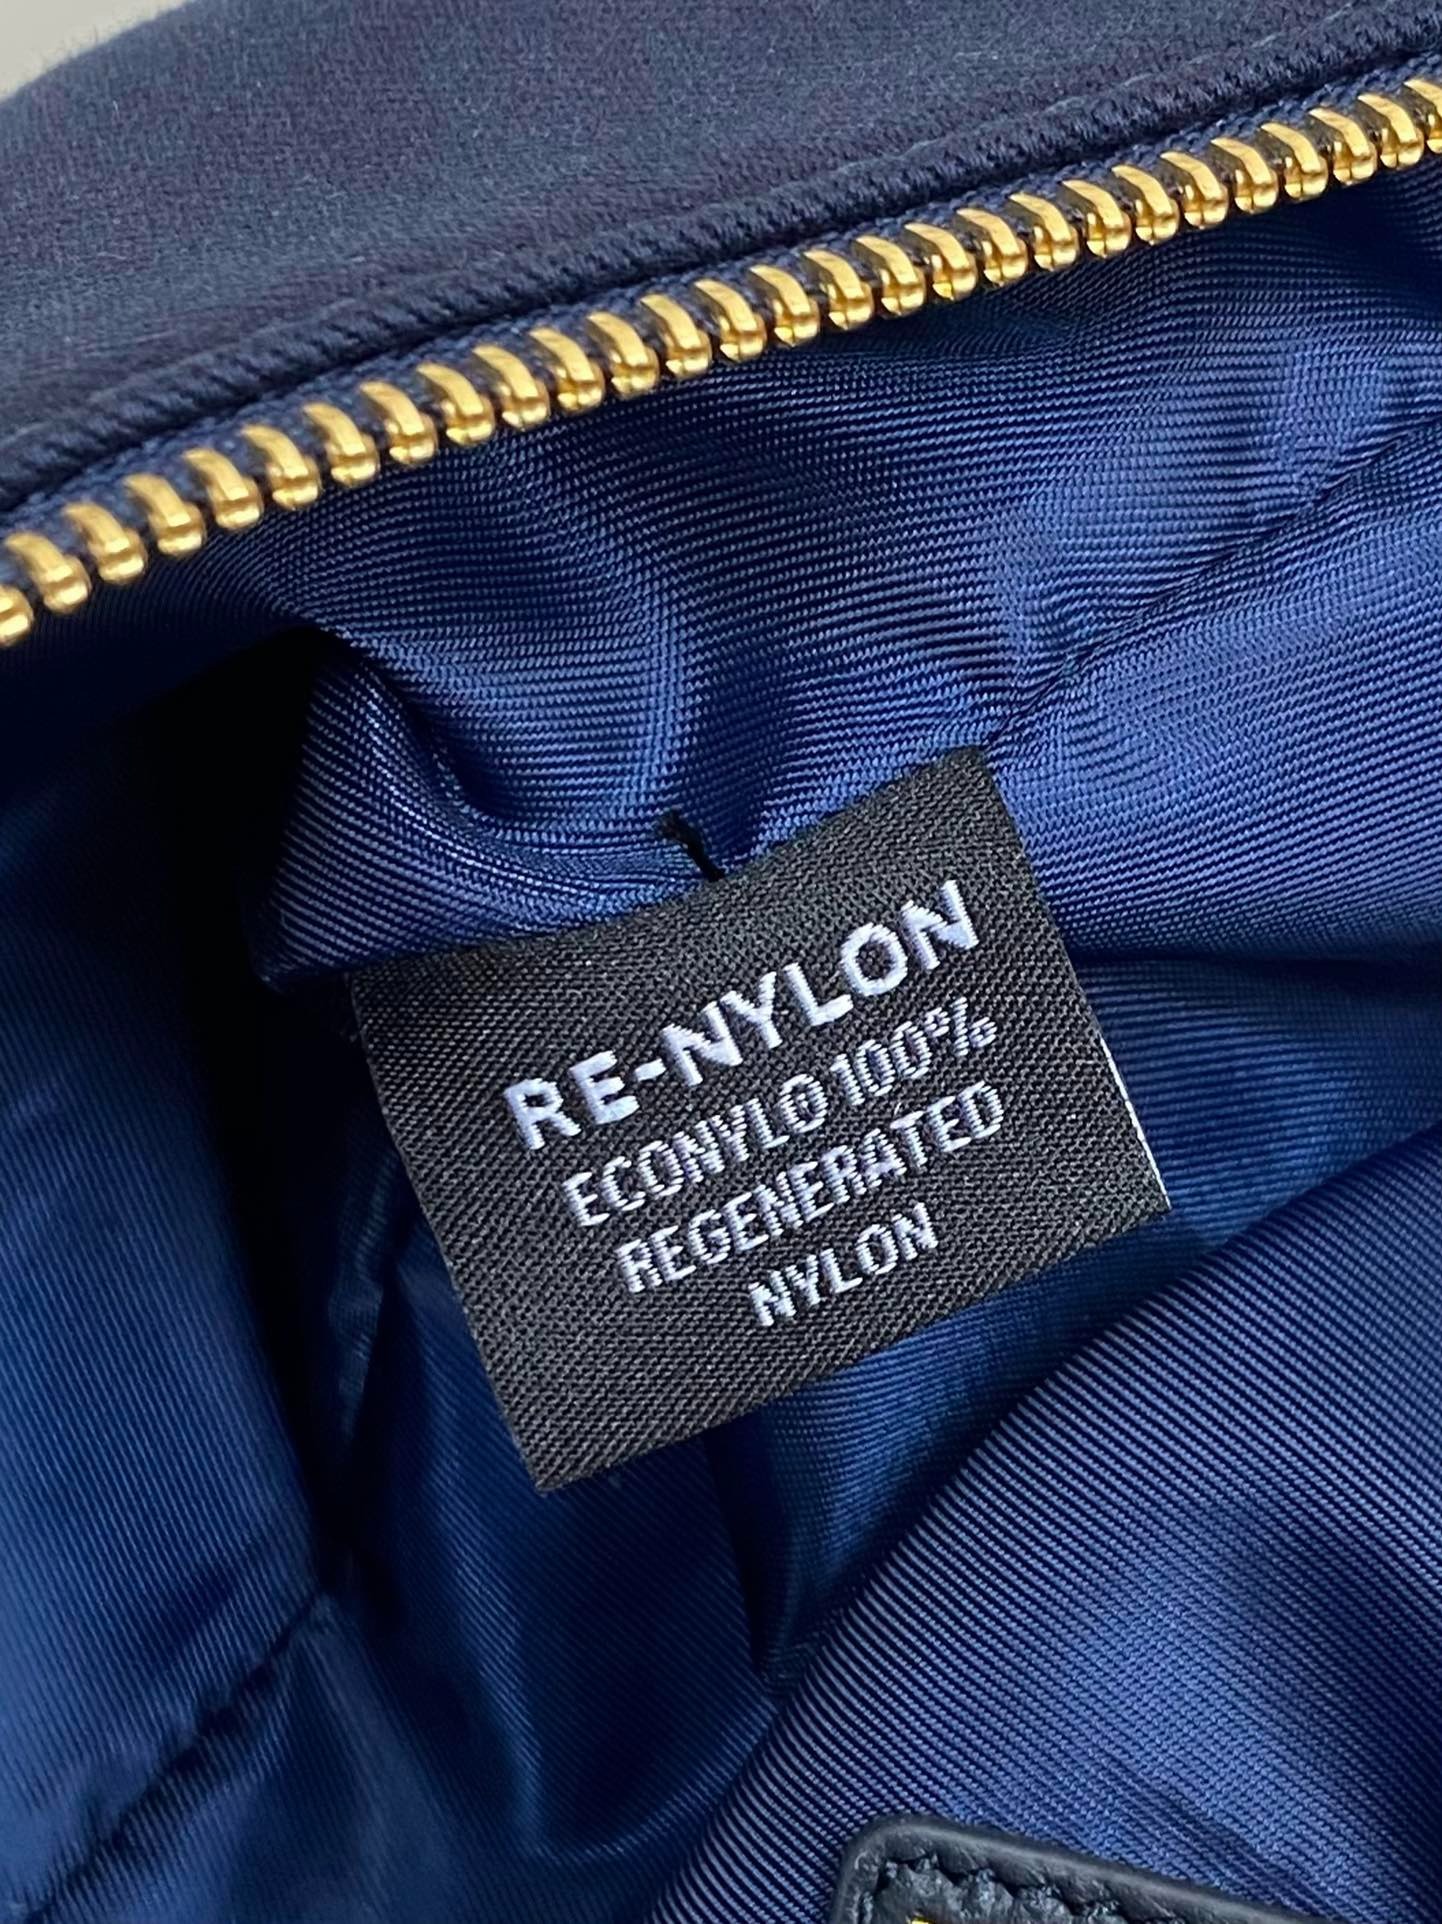 RE-NYLON
ECONYL® 100%
REGENERATED
NYLON